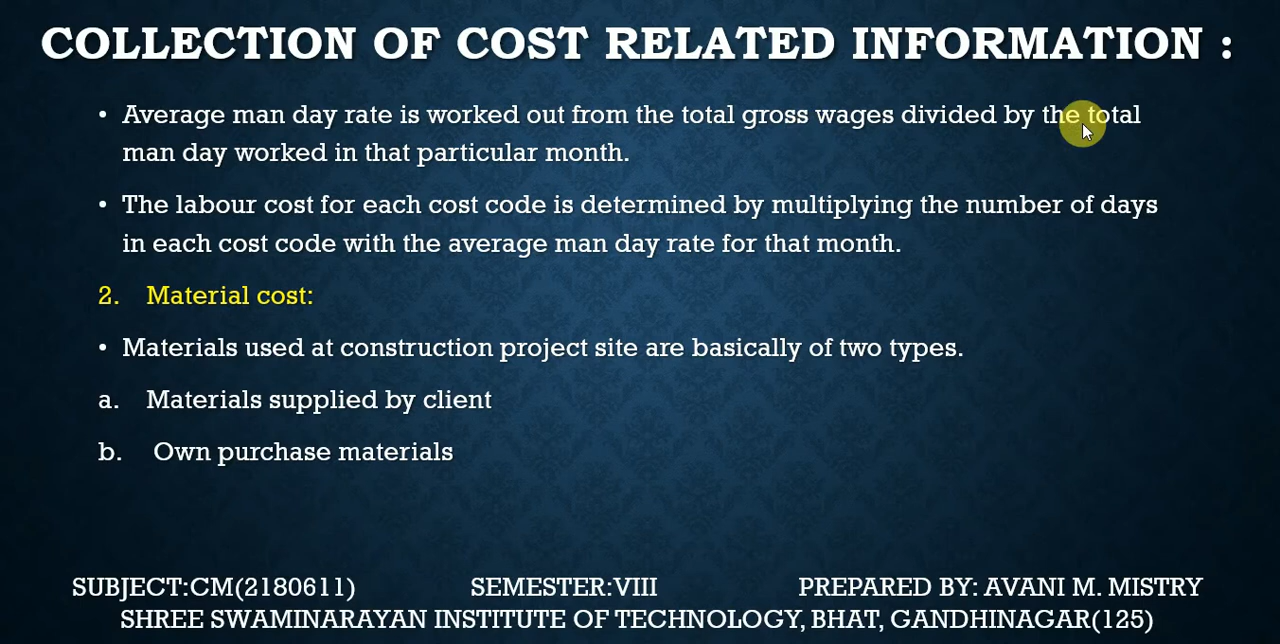 COLLECTION OF COST RELATED INFORMATION :
• Average man day rate is worked out from the total gross wages divided by the total
man day worked in that particular month.
• The labour cost for each cost code is determined by multiplying the number of days
in each cost code with the average man day rate for that month.
2. Material cost:
• Materials used at construction project site are basically of two types.
a. Materials supplied by client
b. Own purchase materials
SUBJECT:CM(2180611) SEMESTER:VIII PREPARED BY: AVANI M. MISTRY
SHREE SWAMINARAYAN INSTITUTE OF TECHNOLOGY, BHAT, GANDHINAGAR(125)